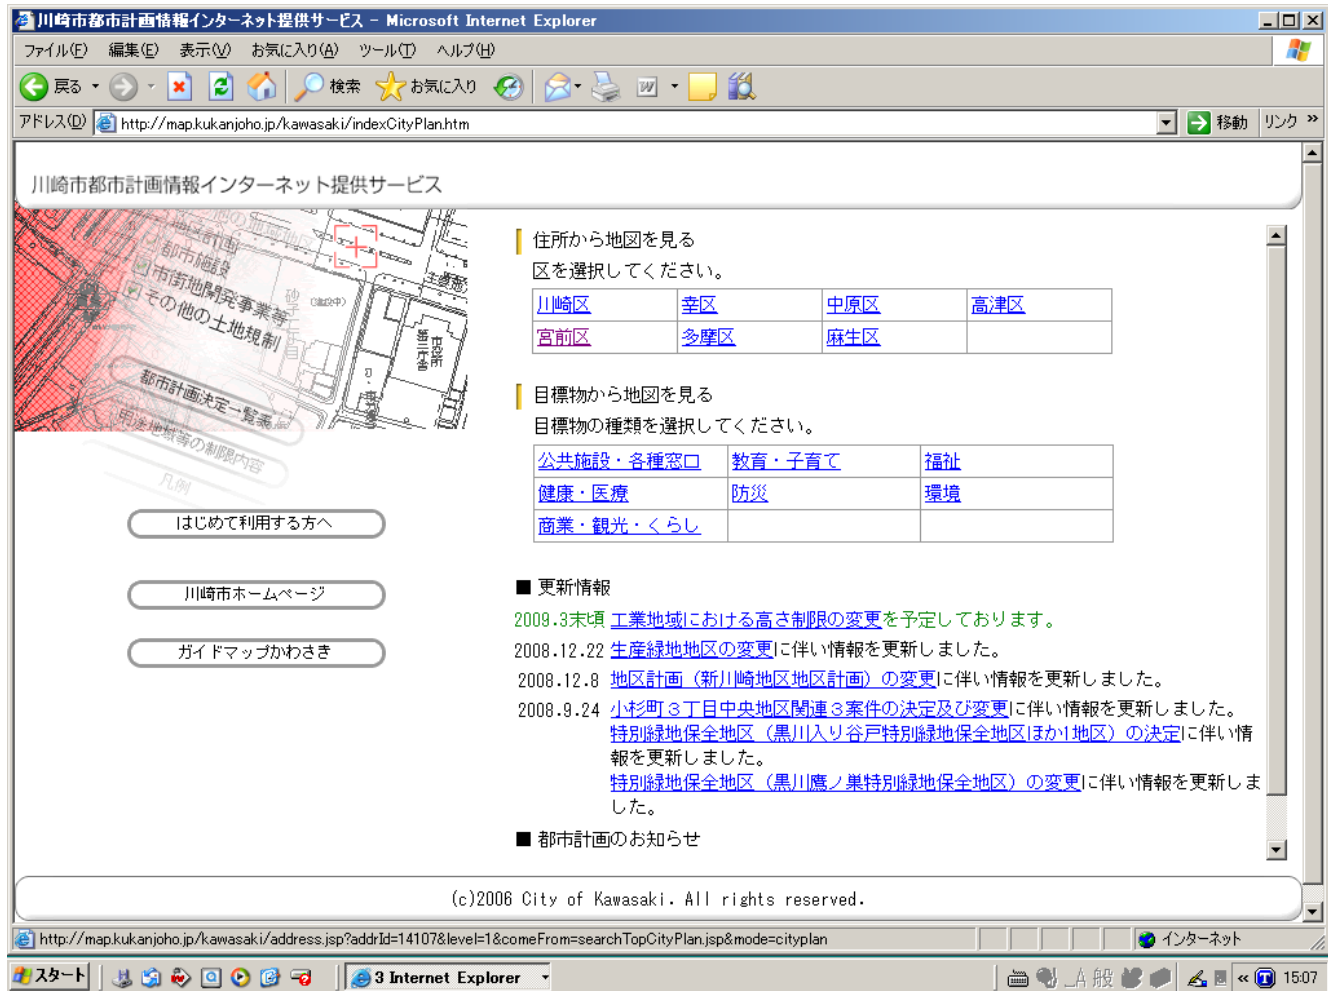 川崎市都市計画情報インターネット提供サービス - Microsoft Internet Explorer
ファイル(F) 編集(E) 表示(V) お気に入り(A) ツール(T) ヘルプ(H)
戻る 検索 お気に入り
アドレス(D) http://map.kukanjoho.jp/kawasaki/indexCityPlan.htm 移動 リンク »
川崎市都市計画情報インターネット提供サービス
地区計画
都市施設
市街地開発事業等
その他の土地規制
都市計画決定一覧表
用途地域等の制限内容
凡例
はじめて利用する方へ
川崎市ホームページ
ガイドマップかわさき
住所から地図を見る
区を選択してください。
川崎区 幸区 中原区 高津区
宮前区 多摩区 麻生区
目標物から地図を見る
目標物の種類を選択してください。
公共施設・各種窓口 教育・子育て 福祉
健康・医療 防災 環境
商業・観光・くらし
■ 更新情報
2009.3末頃 工業地域における高さ制限の変更を予定しております。
2008.12.22 生産緑地地区の変更に伴い情報を更新しました。
2008.12.8 地区計画（新川崎地区地区計画）の変更に伴い情報を更新しました。
2008.9.24 小杉町３丁目中央地区関連３案件の決定及び変更に伴い情報を更新しました。
特別緑地保全地区（黒川入り谷戸特別緑地保全地区ほか1地区）の決定に伴い情
報を更新しました。
特別緑地保全地区（黒川鷹ノ巣特別緑地保全地区）の変更に伴い情報を更新しま
した。
■ 都市計画のお知らせ
(c)2006 City of Kawasaki. All rights reserved.
http://map.kukanjoho.jp/kawasaki/address.jsp?addrId=14107&level=1&comeFrom=searchTopCityPlan.jsp&mode=cityplan インターネット
スタート 3 Internet Explorer A 般 « 15:07